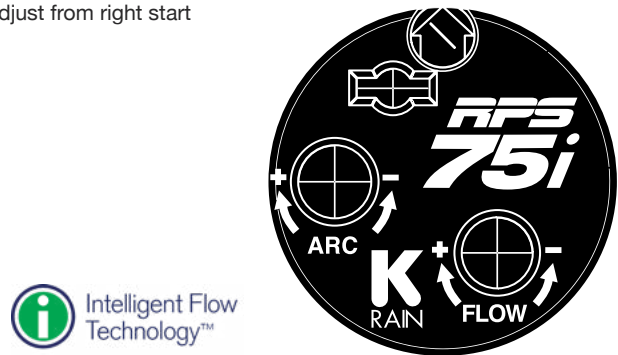 djust from right start
RPS
75i
+ -
ARC
+ -
K
RAIN
FLOW
i
Intelligent Flow
Technology™